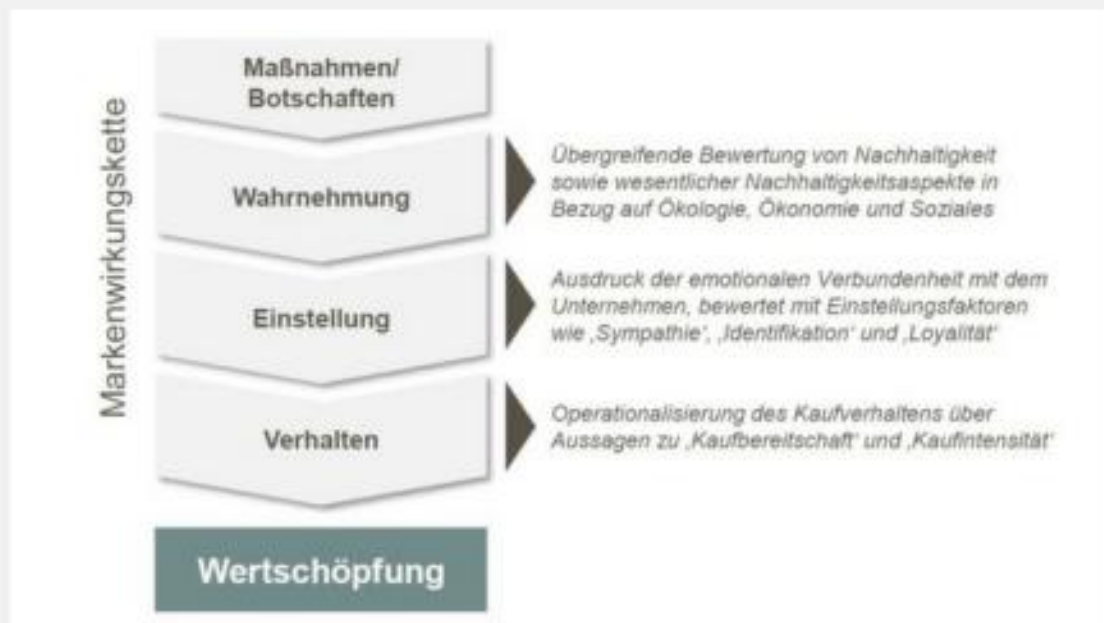 Markenwirkungskette
Maßnahmen/
Botschaften
Wahrnehmung
Übergreifende Bewertung von Nachhaltigkeit
sowie wesentlicher Nachhaltigkeitsaspekte in
Bezug auf Ökologie, Ökonomie und Soziales
Einstellung
Ausdruck der emotionalen Verbundenheit mit dem
Unternehmen, bewertet mit Einstellungsfaktoren
wie ‚Sympathie‘, ‚Identifikation‘ und ‚Loyalität‘
Verhalten
Operationalisierung des Kaufverhaltens über
Aussagen zu ‚Kaufbereitschaft‘ und ‚Kaufintensität‘
Wertschöpfung